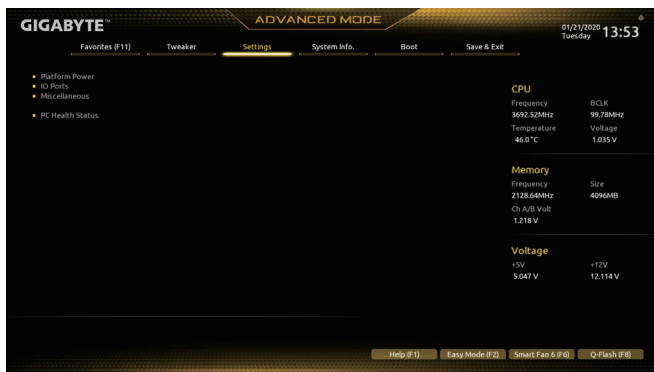 GIGABYTE™
ADVANCED MODE
01/21/2020
Tuesday
13:53
Favorites (F11) Tweaker Settings System Info. Boot Save & Exit
Platform Power
IO Ports
Miscellaneous
PC Health Status
CPU
Frequency BCLK
3692.52MHz 99.78MHz
Temperature Voltage
46.0 °C 1.035 V
Memory
Frequency Size
2128.64MHz 4096MB
Ch A/B Volt
1.218 V
Voltage
+5V +12V
5.047 V 12.114 V
Help (F1) Easy Mode (F2) Smart Fan 6 (F6) Q-Flash (F8)